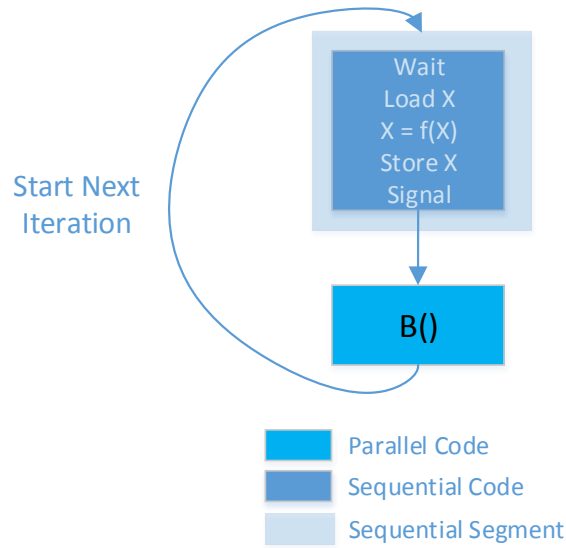 Wait
Load X
X = f(X)
Store X
Signal
Start Next
Iteration
B()
Parallel Code
Sequential Code
Sequential Segment